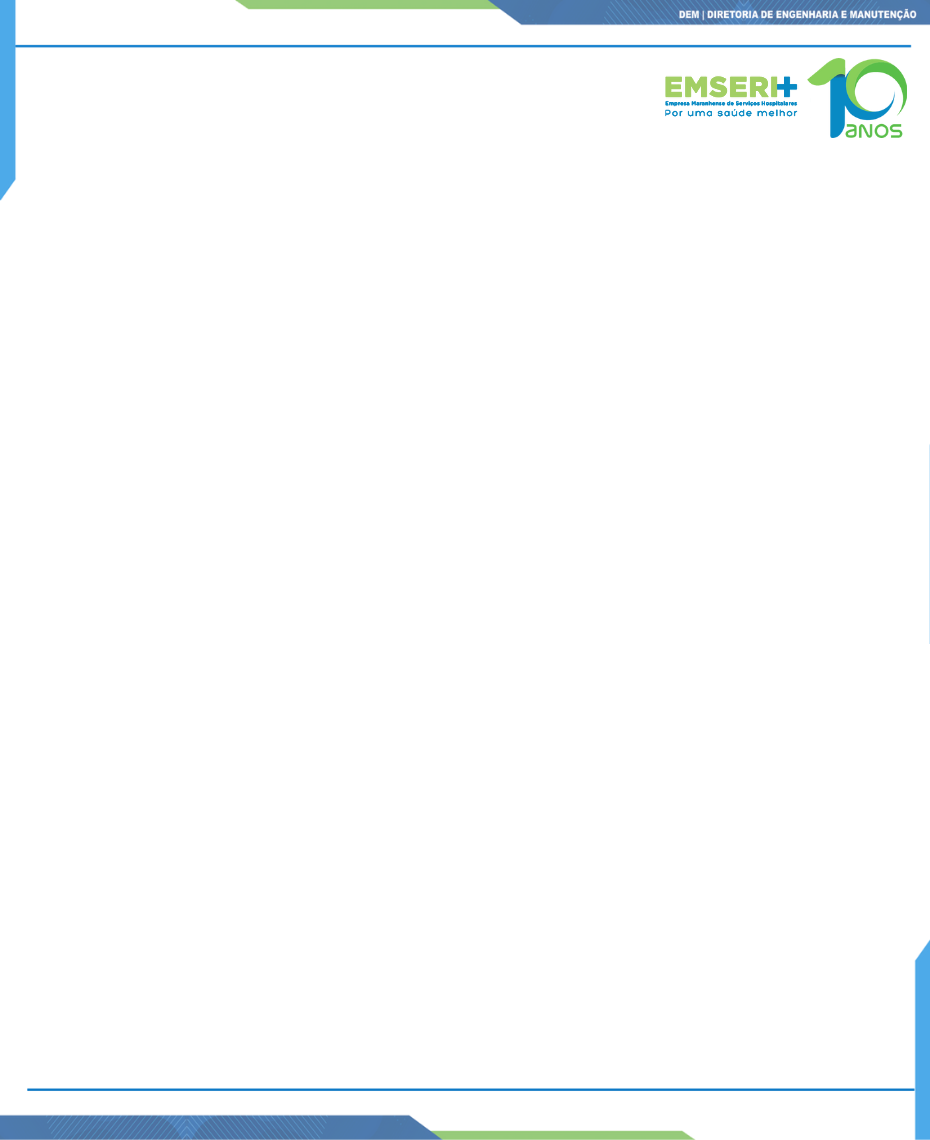 DEM | DIRETORIA DE ENGENHARIA E MANUTENÇÃO
EMSERH
Empresa Maranhense de Serviços Hospitalares
Por uma saúde melhor
10
anos